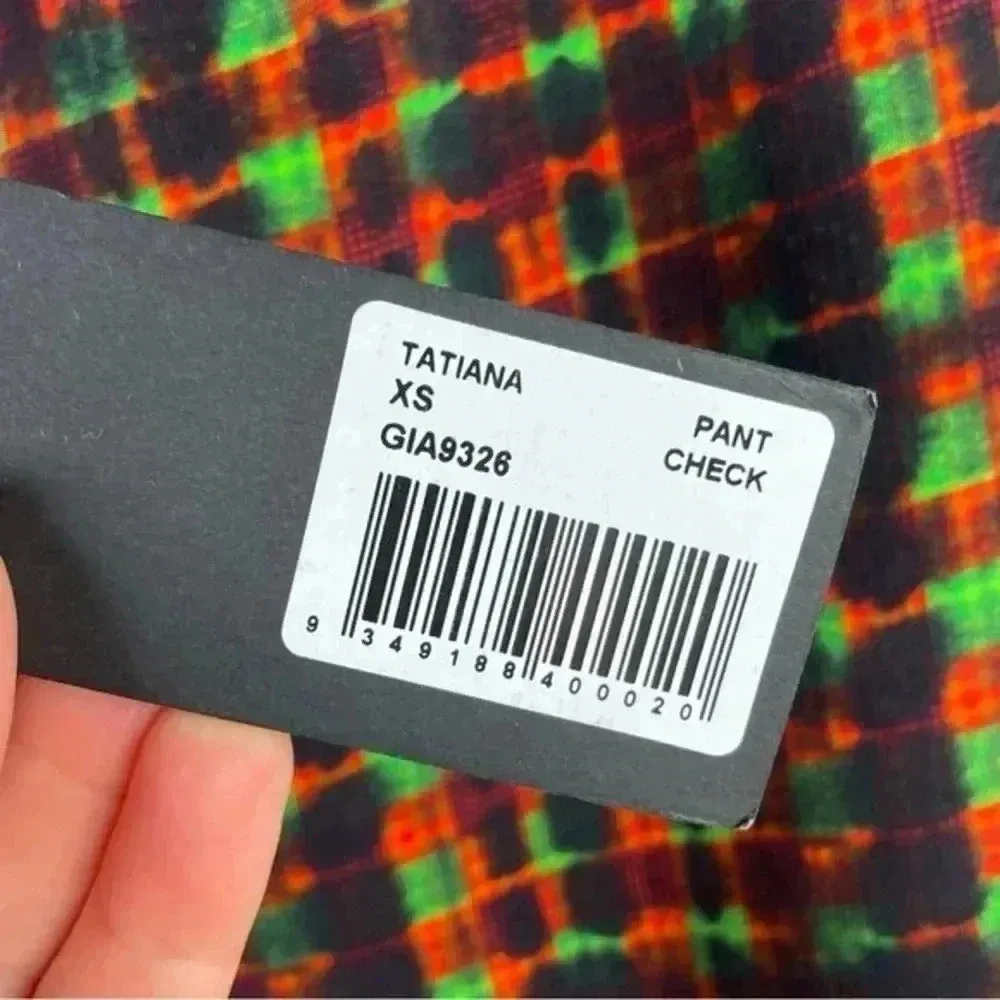 TATIANA
XS
GIA9326
PANT
CHECK
9 349188 400020